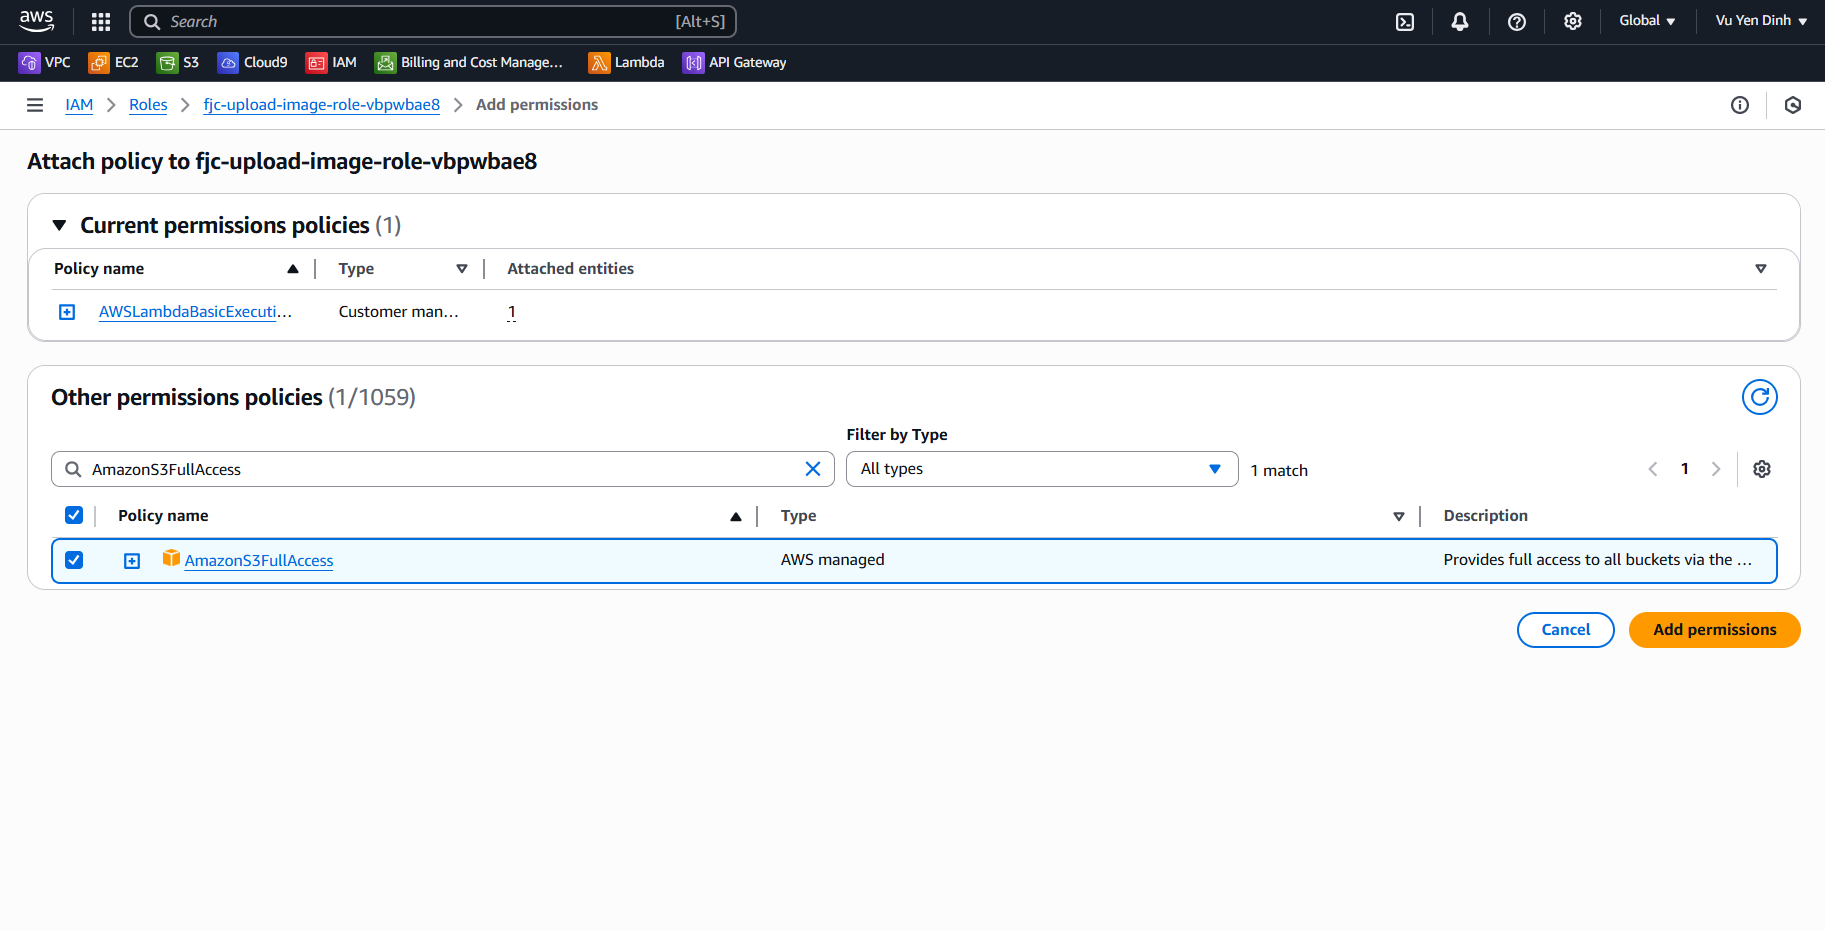 aws Search [Alt+S] Global Vu Yen Dinh
VPC EC2 S3 Cloud9 IAM Billing and Cost Manage... Lambda API Gateway
IAM Roles fjc-upload-image-role-vbpwbae8 Add permissions
Attach policy to fjc-upload-image-role-vbpwbae8
Current permissions policies (1)
Policy name Type Attached entities
AWSLambdaBasicExecuti... Customer man... 1
Other permissions policies (1/1059)
Filter by Type
AmazonS3FullAccess All types 1 match 1
Policy name Type Description
AmazonS3FullAccess AWS managed Provides full access to all buckets via the ...
Cancel Add permissions